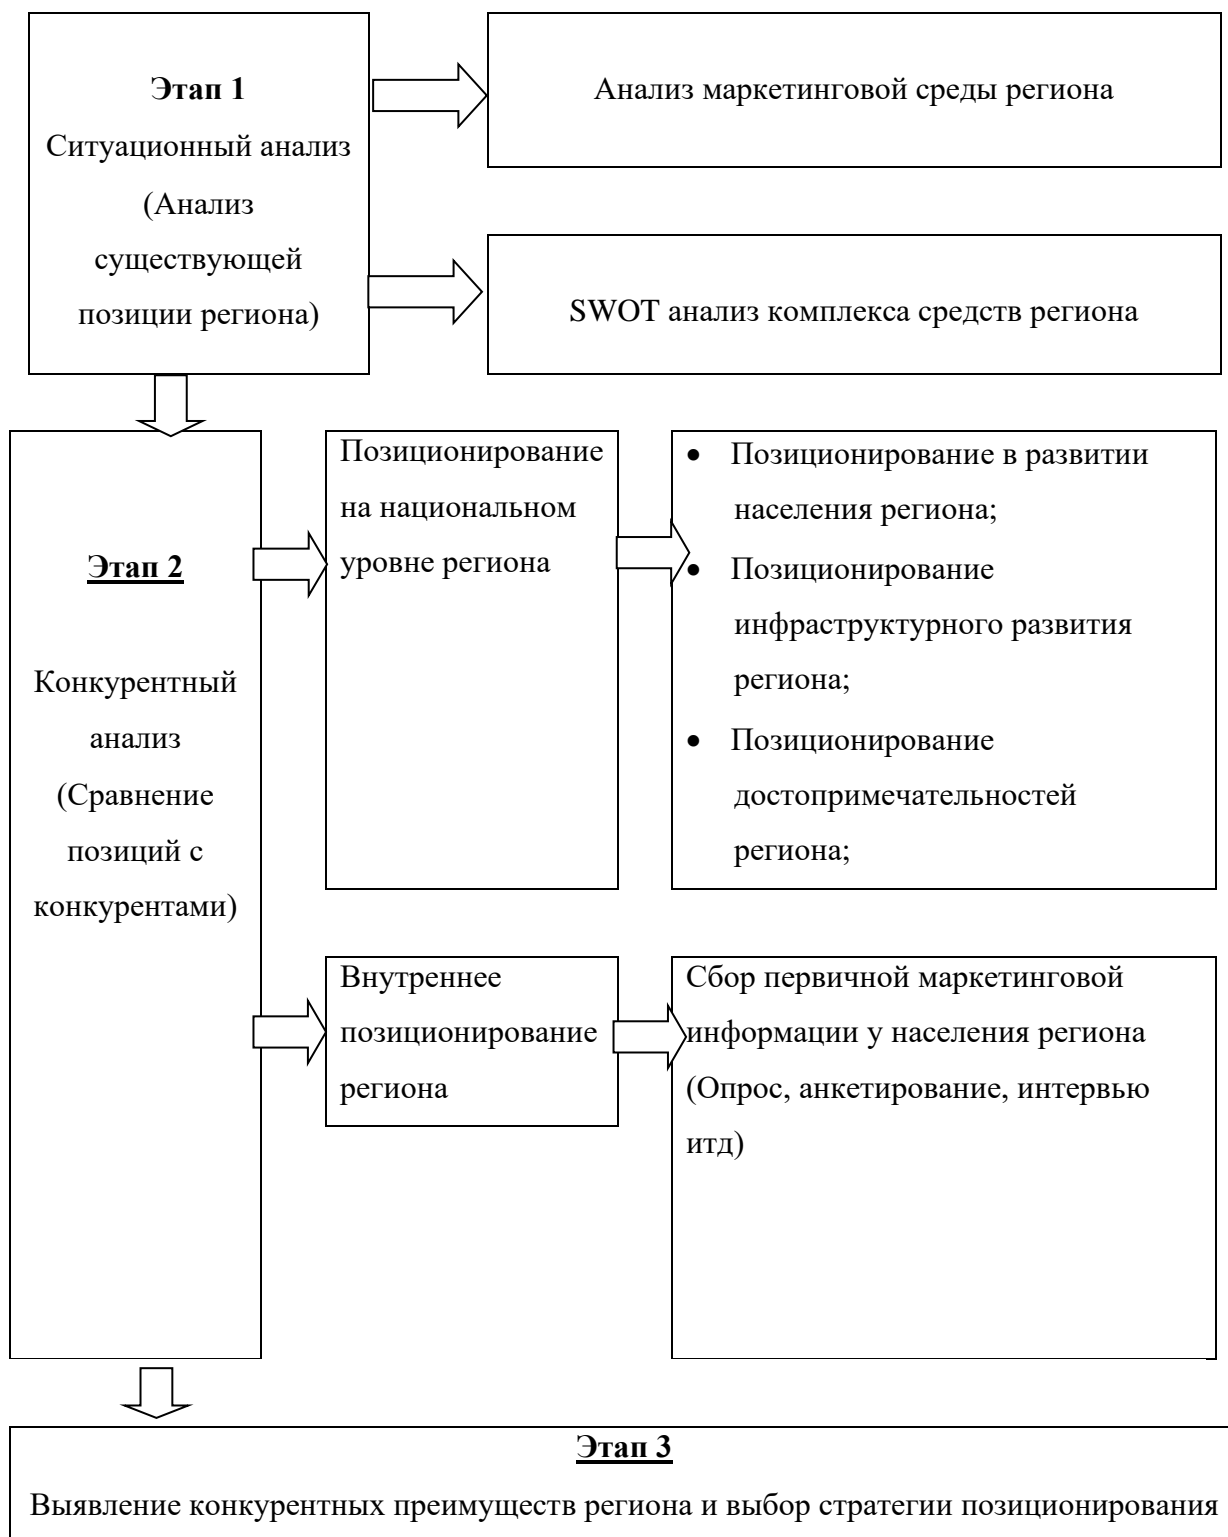 Этап 1
Ситуационный анализ
(Анализ
существующей
позиции региона)
Анализ маркетинговой среды региона
SWOT анализ комплекса средств региона
Этап 2
Конкурентный
анализ
(Сравнение
позиций с
конкурентами)
Позиционирование
на национальном
уровне региона
• Позиционирование в развитии
населения региона;
• Позиционирование
инфраструктурного развития
региона;
• Позиционирование
достопримечательностей
региона;
Внутреннее
позиционирование
региона
Сбор первичной маркетинговой
информации у населения региона
(Опрос, анкетирование, интервью
итд)
Этап 3
Выявление конкурентных преимуществ региона и выбор стратегии позиционирования